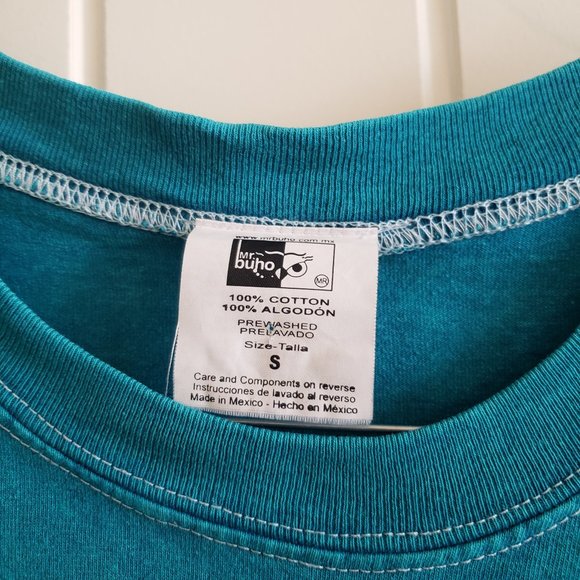 www.mrbuho.com.mx
Mr.
buho
MR
100% COTTON
100% ALGODÓN
PREWASHED
PRELAVADO
Size-Talla
S
Care and Components on reverse
Instrucciones de lavado al reverso
Made in Mexico - Hecho en México